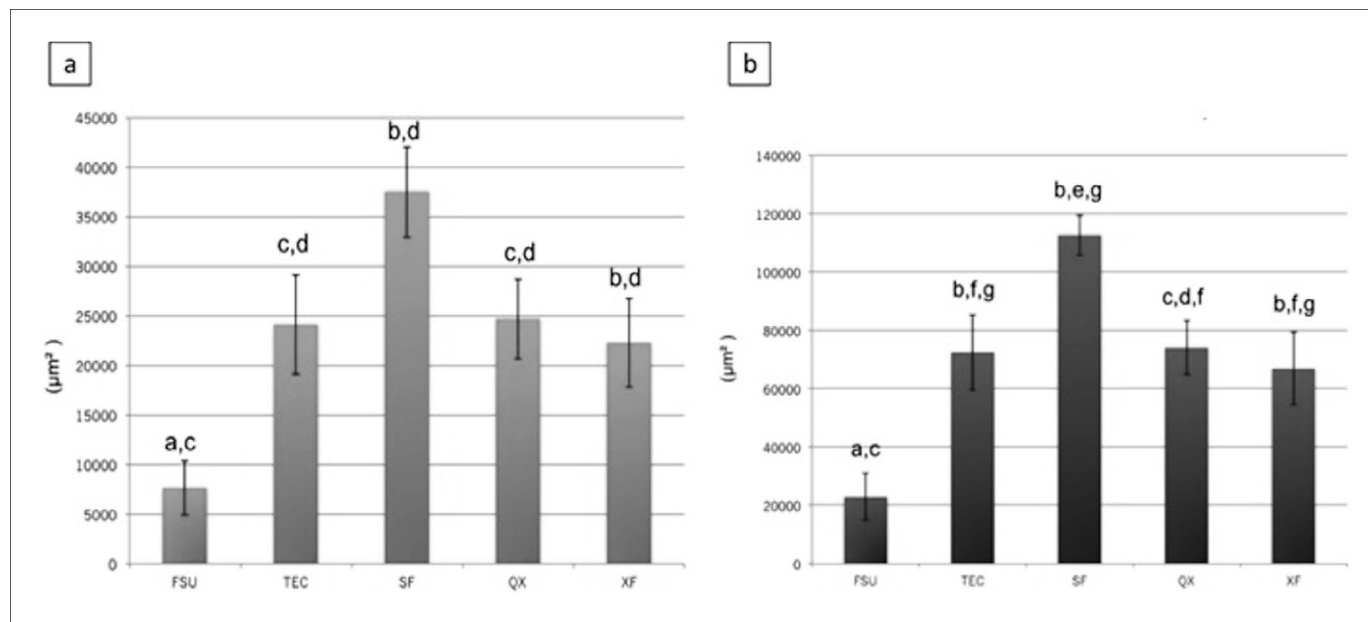 a
45000
40000
35000
30000
25000
20000
15000
10000
5000
0
(µm²)
a,c
c,d
b,d
c,d
b,d
FSU TEC SF QX XF
b
140000
120000
100000
80000
60000
40000
20000
0
(µm²)
a,c
b,f,g
b,e,g
c,d,f
b,f,g
FSU TEC SF QX XF